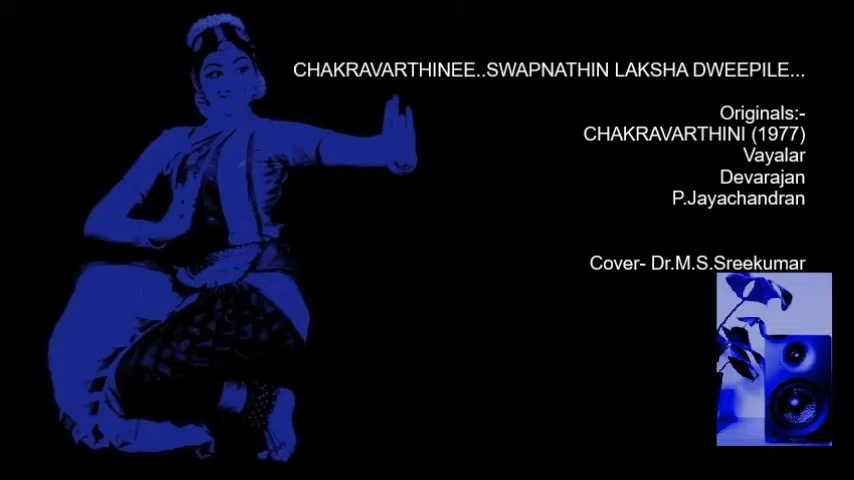 CHAKRAVARTHINEE..SWAPNATHIN LAKSHA DWEEPILE...
Originals:-
CHAKRAVARTHINI (1977)
Vayalar
Devarajan
P.Jayachandran
Cover- Dr.M.S.Sreekumar